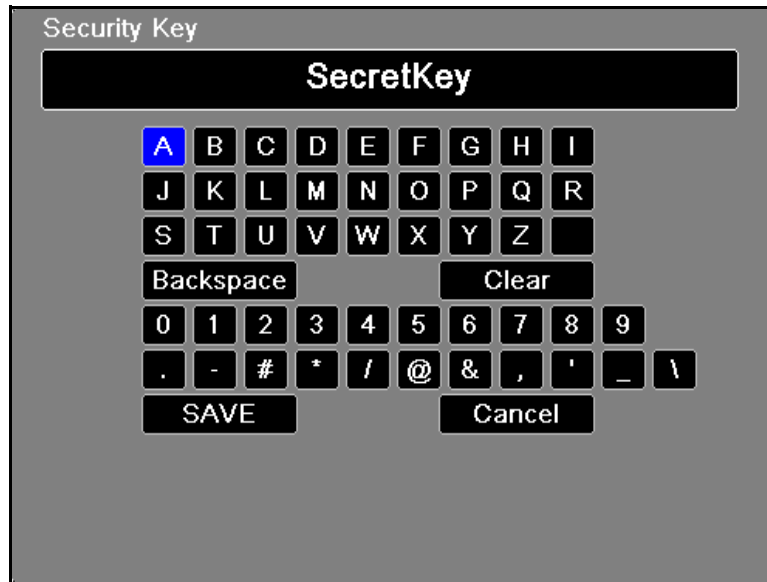 Security Key
SecretKey
A B C D E F G H I
J K L M N O P Q R
S T U V W X Y Z
Backspace Clear
0 1 2 3 4 5 6 7 8 9
. - # * / @ & , ' _ \
SAVE Cancel